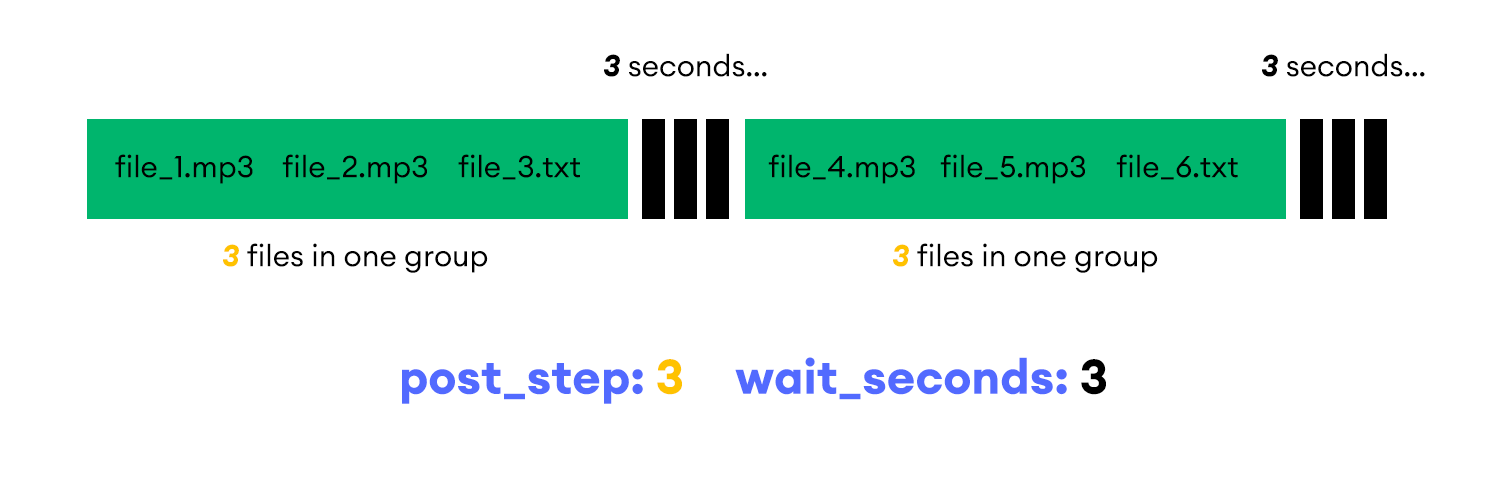 3 seconds... 3 seconds...
file_1.mp3 file_2.mp3 file_3.txt file_4.mp3 file_5.mp3 file_6.txt
3 files in one group 3 files in one group
post_step: 3 wait_seconds: 3